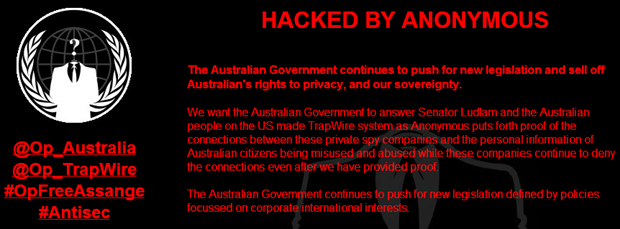 HACKED BY ANONYMOUS
The Australian Government continues to push for new legislation and sell off
Australian's rights to privacy, and our sovereignty.
We want the Australian Government to answer Senator Ludlam and the Australian
people on the US made TrapWire system as Anonymous puts forth proof of the
connections between these private spy companies and the personal information of
Australian citizens being misused and abused while these companies continue to deny
the connections even after we have provided proof.
The Australian Government continues to push for new legislation defined by policies
focussed on corporate international interests.
?
@Op_Australia
@Op_TrapWire
#OpFreeAssange
#Antisec